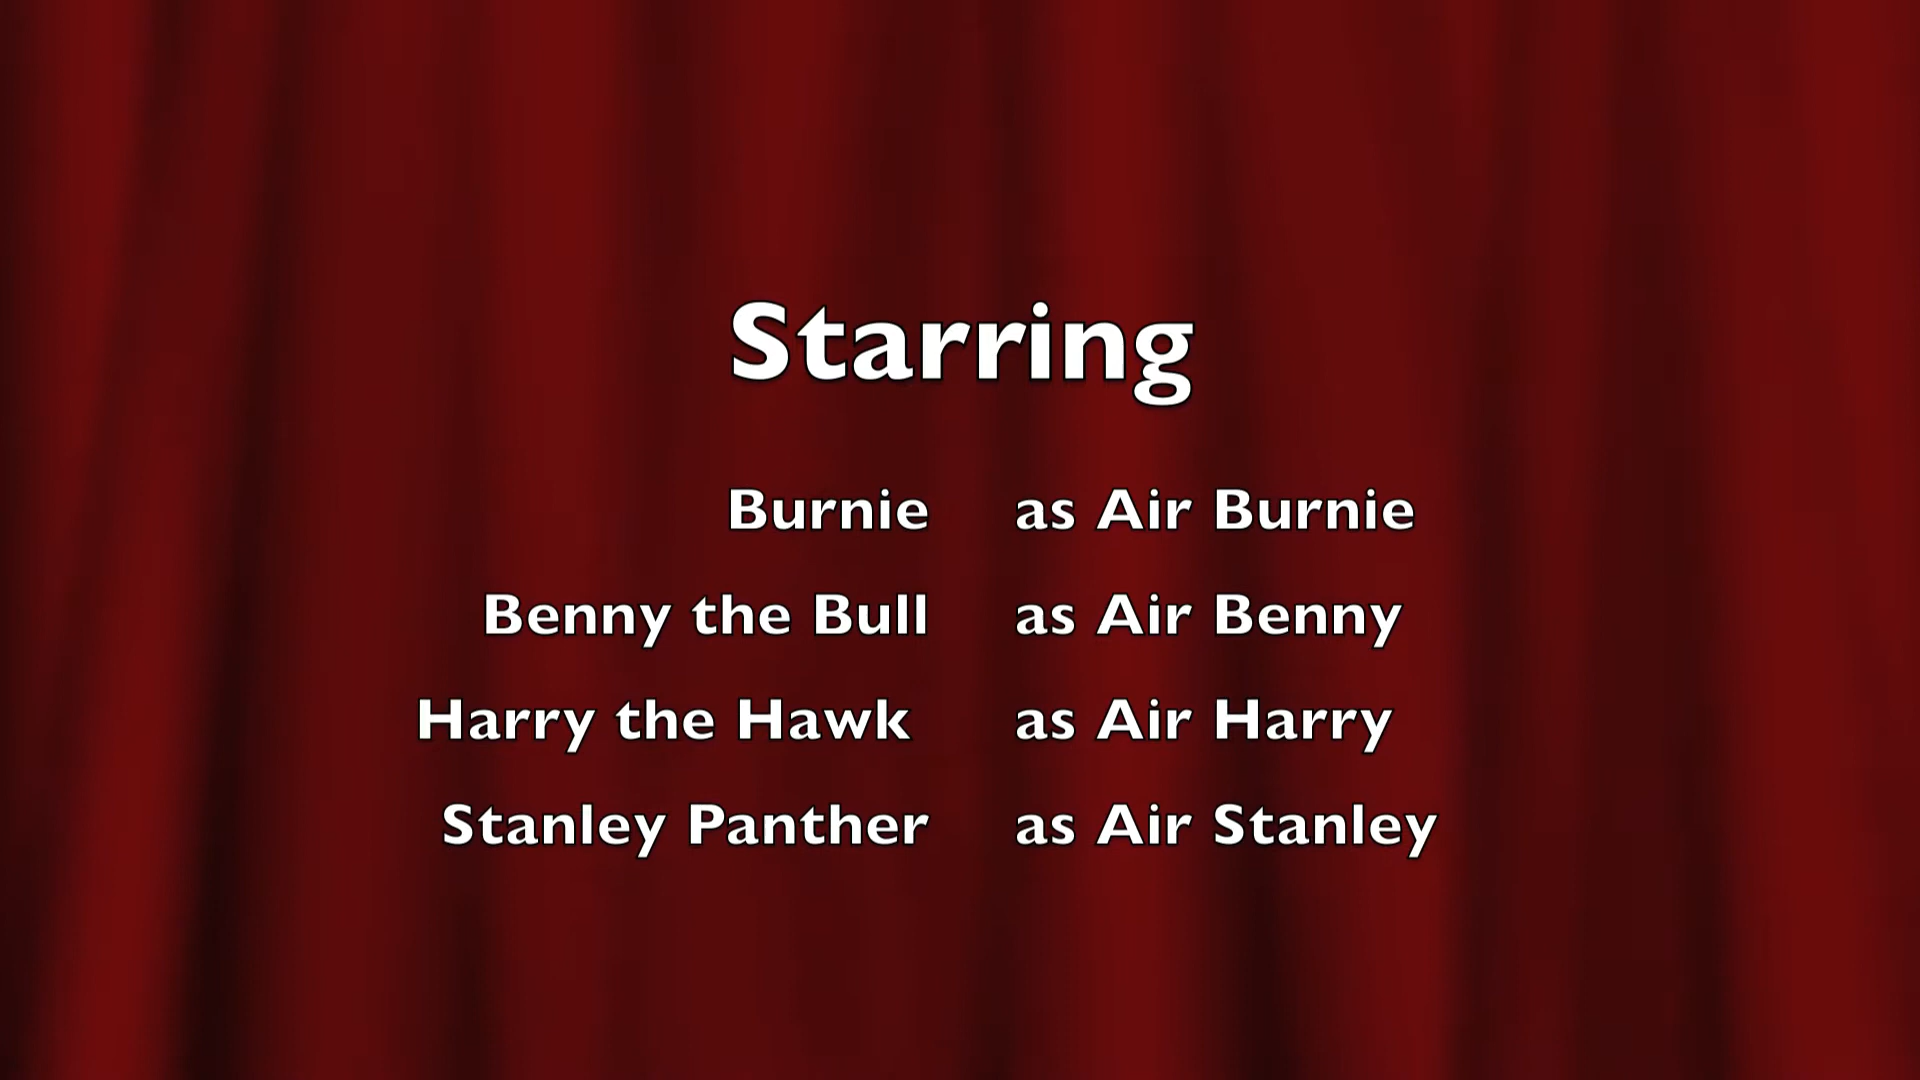 Starring
Burnie as Air Burnie
Benny the Bull as Air Benny
Harry the Hawk as Air Harry
Stanley Panther as Air Stanley